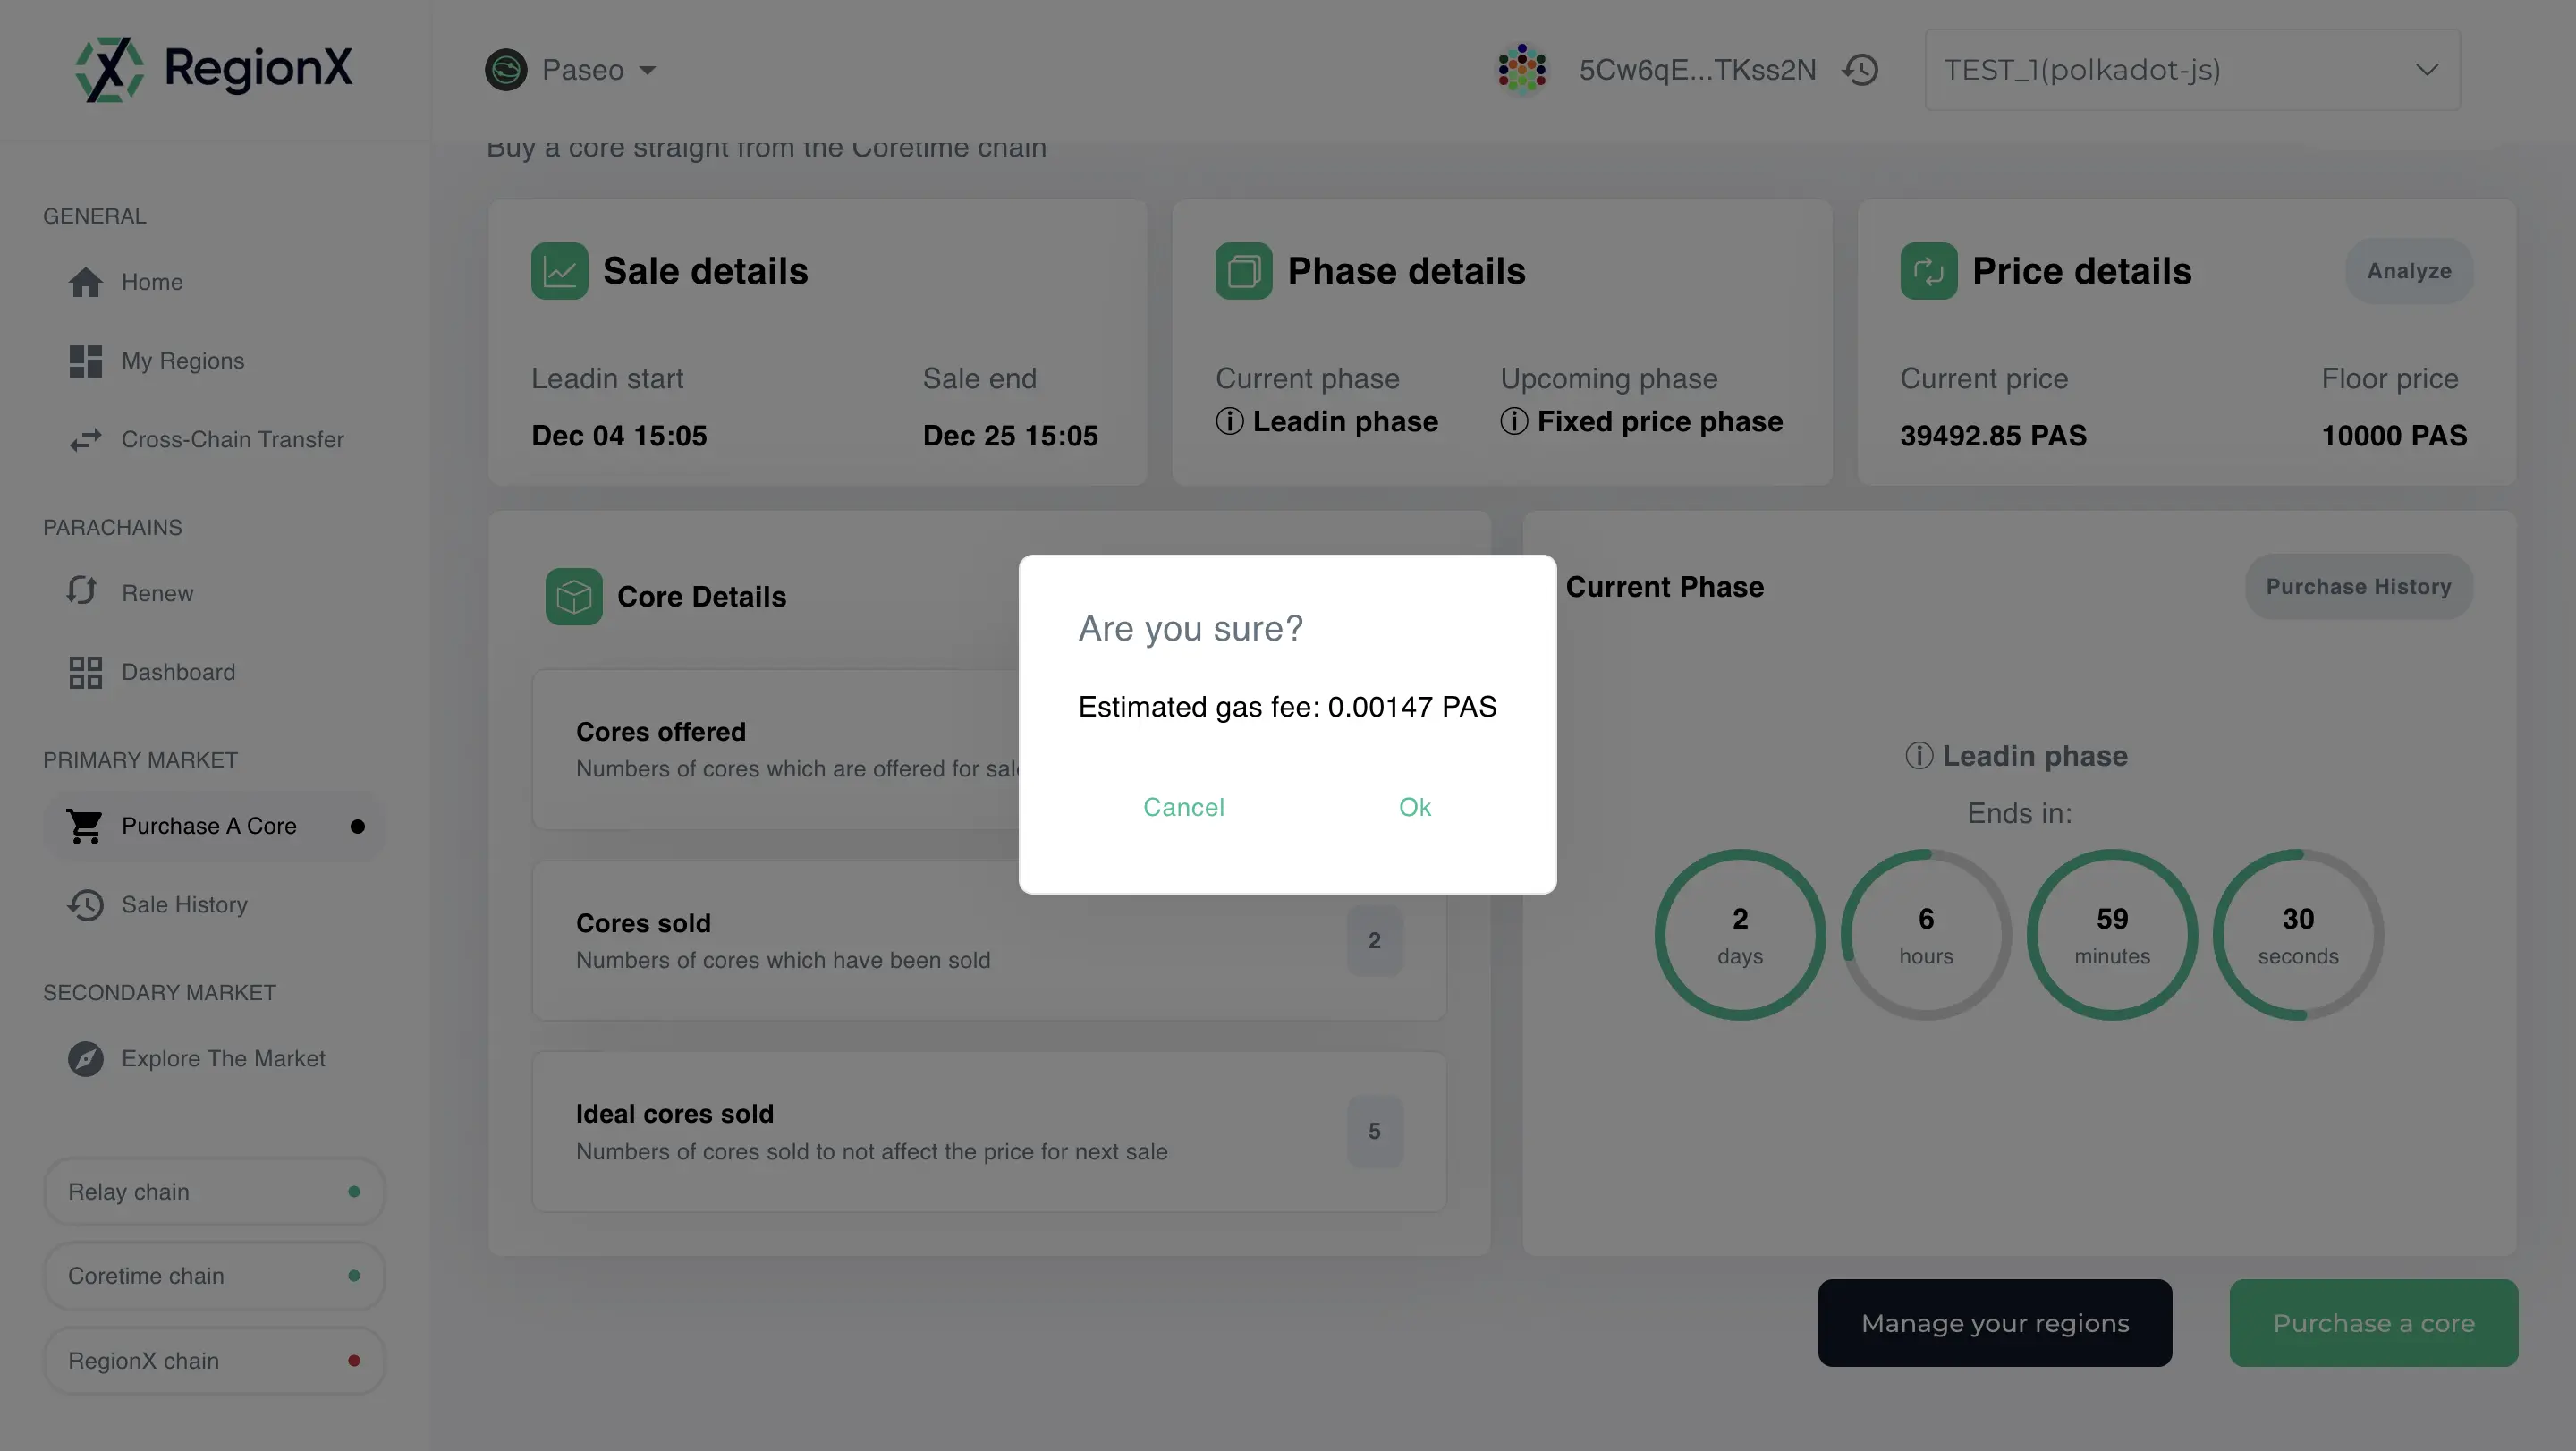 RegionX
Paseo
5Cw6qE...TKss2N
TEST_1(polkadot-js)
GENERAL
Home
My Regions
Cross-Chain Transfer
PARACHAINS
Renew
Dashboard
PRIMARY MARKET
Purchase A Core
Sale History
SECONDARY MARKET
Explore The Market
Relay chain
Coretime chain
RegionX chain
Buy a core straight from the Coretime chain
Sale details
Leadin start
Sale end
Dec 04 15:05
Dec 25 15:05
Phase details
Current phase
Upcoming phase
Leadin phase
Fixed price phase
Price details
Analyze
Current price
Floor price
39492.85 PAS
10000 PAS
Core Details
Cores offered
Numbers of cores which are offered for sale
Cores sold
Numbers of cores which have been sold
2
Ideal cores sold
Numbers of cores sold to not affect the price for next sale
5
Are you sure?
Estimated gas fee: 0.00147 PAS
Cancel
Ok
Current Phase
Purchase History
Leadin phase
Ends in:
2
days
6
hours
59
minutes
30
seconds
Manage your regions
Purchase a core